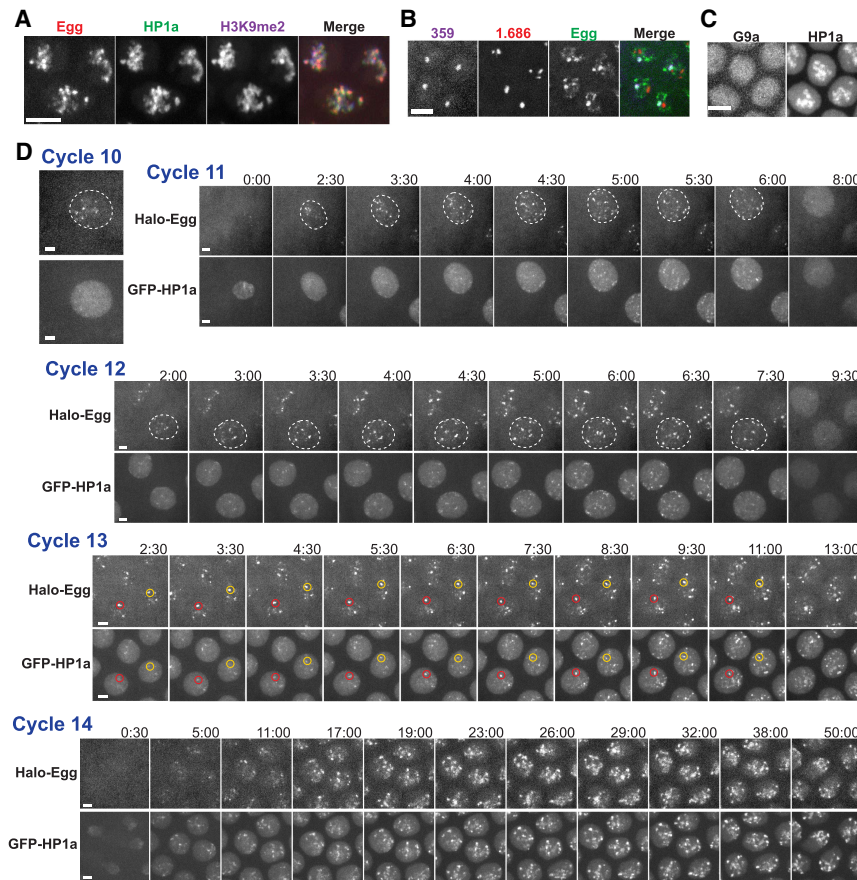 A
Egg HP1a H3K9me2 Merge
B
359 1.686 Egg Merge
C
G9a HP1a
D
Cycle 10
Cycle 11
0:00 2:30 3:30 4:00 4:30 5:00 5:30 6:00 8:00
Halo-Egg
GFP-HP1a
Cycle 12
2:00 3:00 3:30 4:00 4:30 5:00 6:00 6:30 7:30 9:30
Halo-Egg
GFP-HP1a
Cycle 13
2:30 3:30 4:30 5:30 6:30 7:30 8:30 9:30 11:00 13:00
Halo-Egg
GFP-HP1a
Cycle 14
0:30 5:00 11:00 17:00 19:00 23:00 26:00 29:00 32:00 38:00 50:00
Halo-Egg
GFP-HP1a